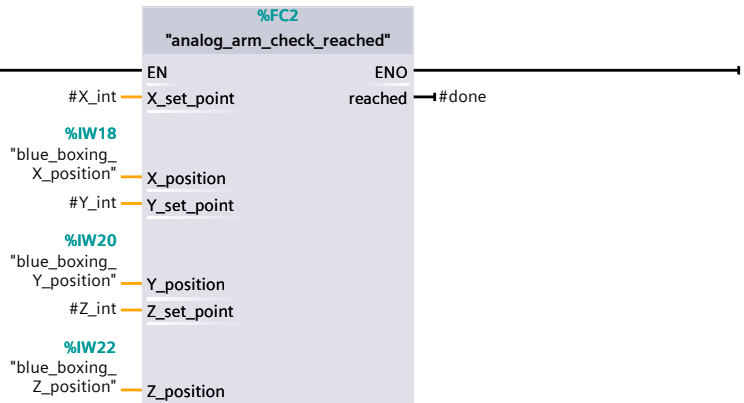 %FC2
"analog_arm_check_reached"
EN
ENO
#X_int
X_set_point
reached
#done
%IW18
"blue_boxing_
X_position"
X_position
#Y_int
Y_set_point
%IW20
"blue_boxing_
Y_position"
Y_position
#Z_int
Z_set_point
%IW22
"blue_boxing_
Z_position"
Z_position